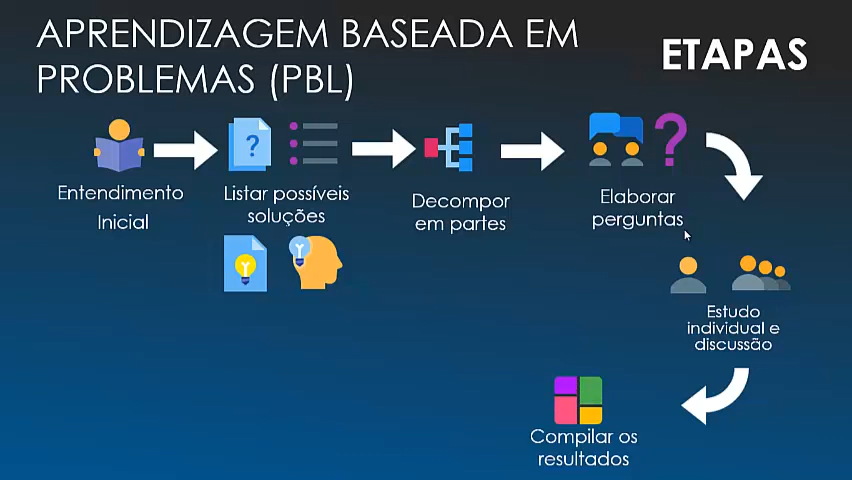 APRENDIZAGEM BASEADA EM
PROBLEMAS (PBL)
ETAPAS
?
?
Entendimento
Inicial
Listar possíveis
soluções
Decompor
em partes
Elaborar
perguntas
Estudo
individual e
discussão
Compilar os
resultados